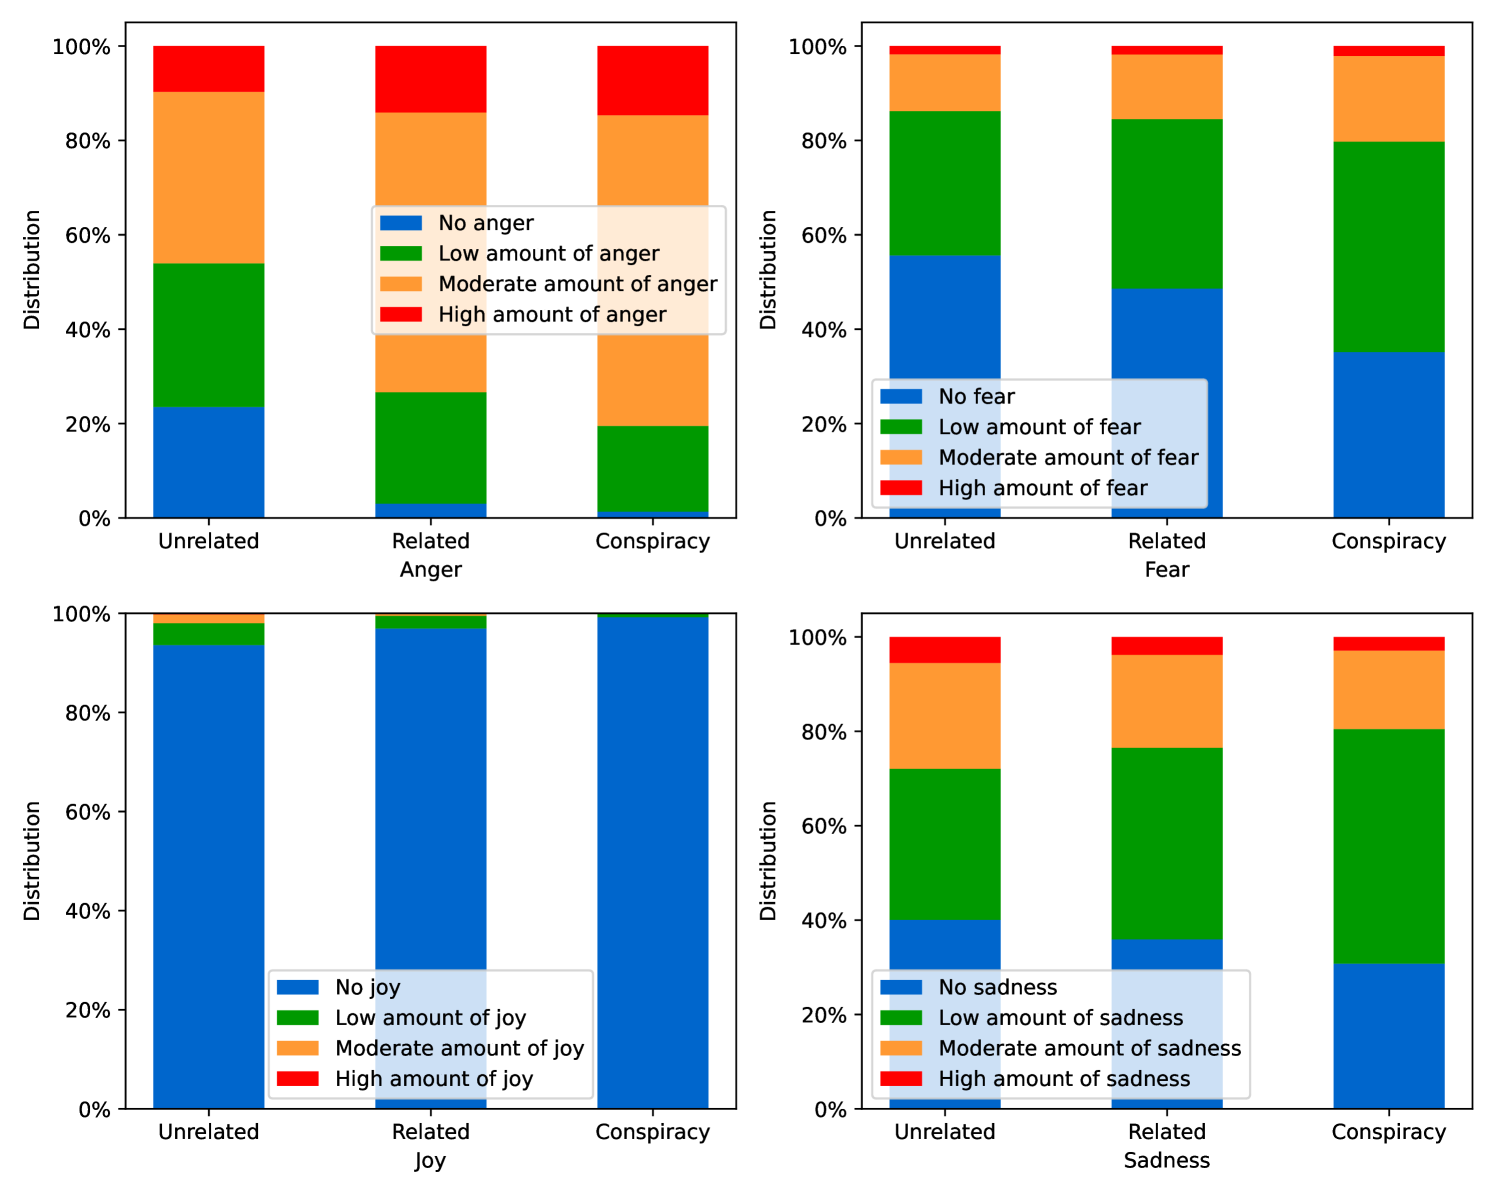 100%
80%
60%
40%
20%
0%
Distribution
No anger
Low amount of anger
Moderate amount of anger
High amount of anger
Unrelated Related Conspiracy
Anger
100%
80%
60%
40%
20%
0%
Distribution
No fear
Low amount of fear
Moderate amount of fear
High amount of fear
Unrelated Related Conspiracy
Fear
100%
80%
60%
40%
20%
0%
Distribution
No joy
Low amount of joy
Moderate amount of joy
High amount of joy
Unrelated Related Conspiracy
Joy
100%
80%
60%
40%
20%
0%
Distribution
No sadness
Low amount of sadness
Moderate amount of sadness
High amount of sadness
Unrelated Related Conspiracy
Sadness